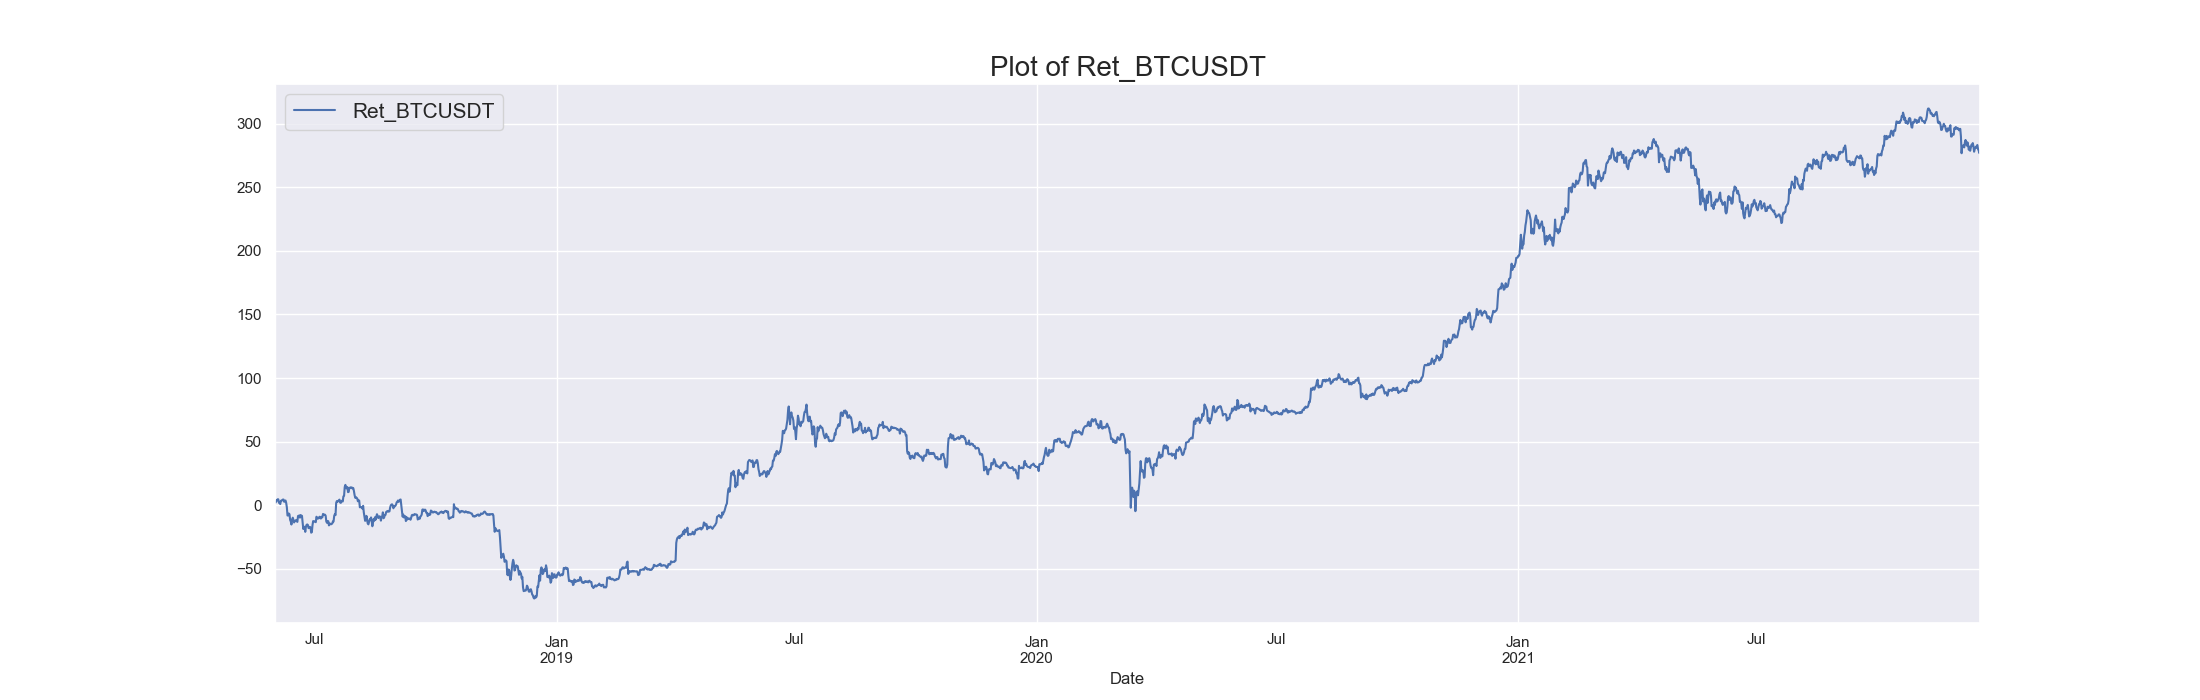 Plot of Ret_BTCUSDT
Ret_BTCUSDT
300
250
200
150
100
50
0
−50
Jul
Jan
2019
Jul
Jan
2020
Jul
Jan
2021
Jul
Date